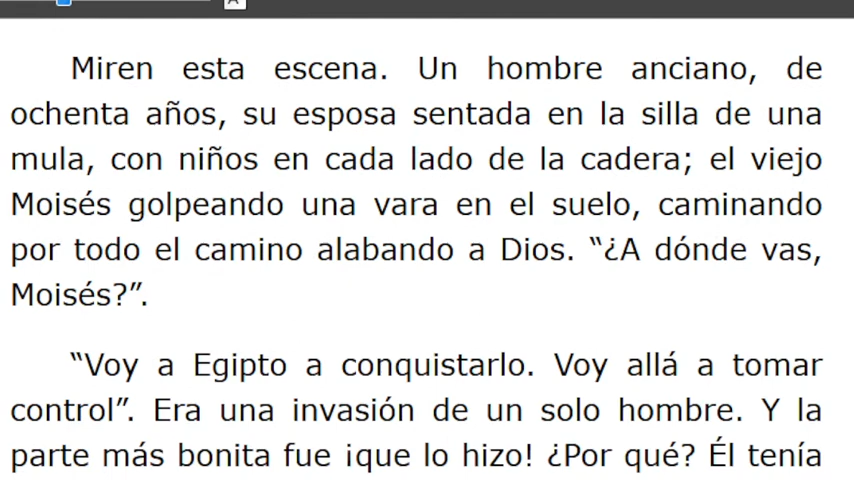 Miren esta escena. Un hombre anciano, de
ochenta años, su esposa sentada en la silla de una
mula, con niños en cada lado de la cadera; el viejo
Moisés golpeando una vara en el suelo, caminando
por todo el camino alabando a Dios. “¿A dónde vas,
Moisés?”.
“Voy a Egipto a conquistarlo. Voy allá a tomar
control”. Era una invasión de un solo hombre. Y la
parte más bonita fue ¡que lo hizo! ¿Por qué? Él tenía